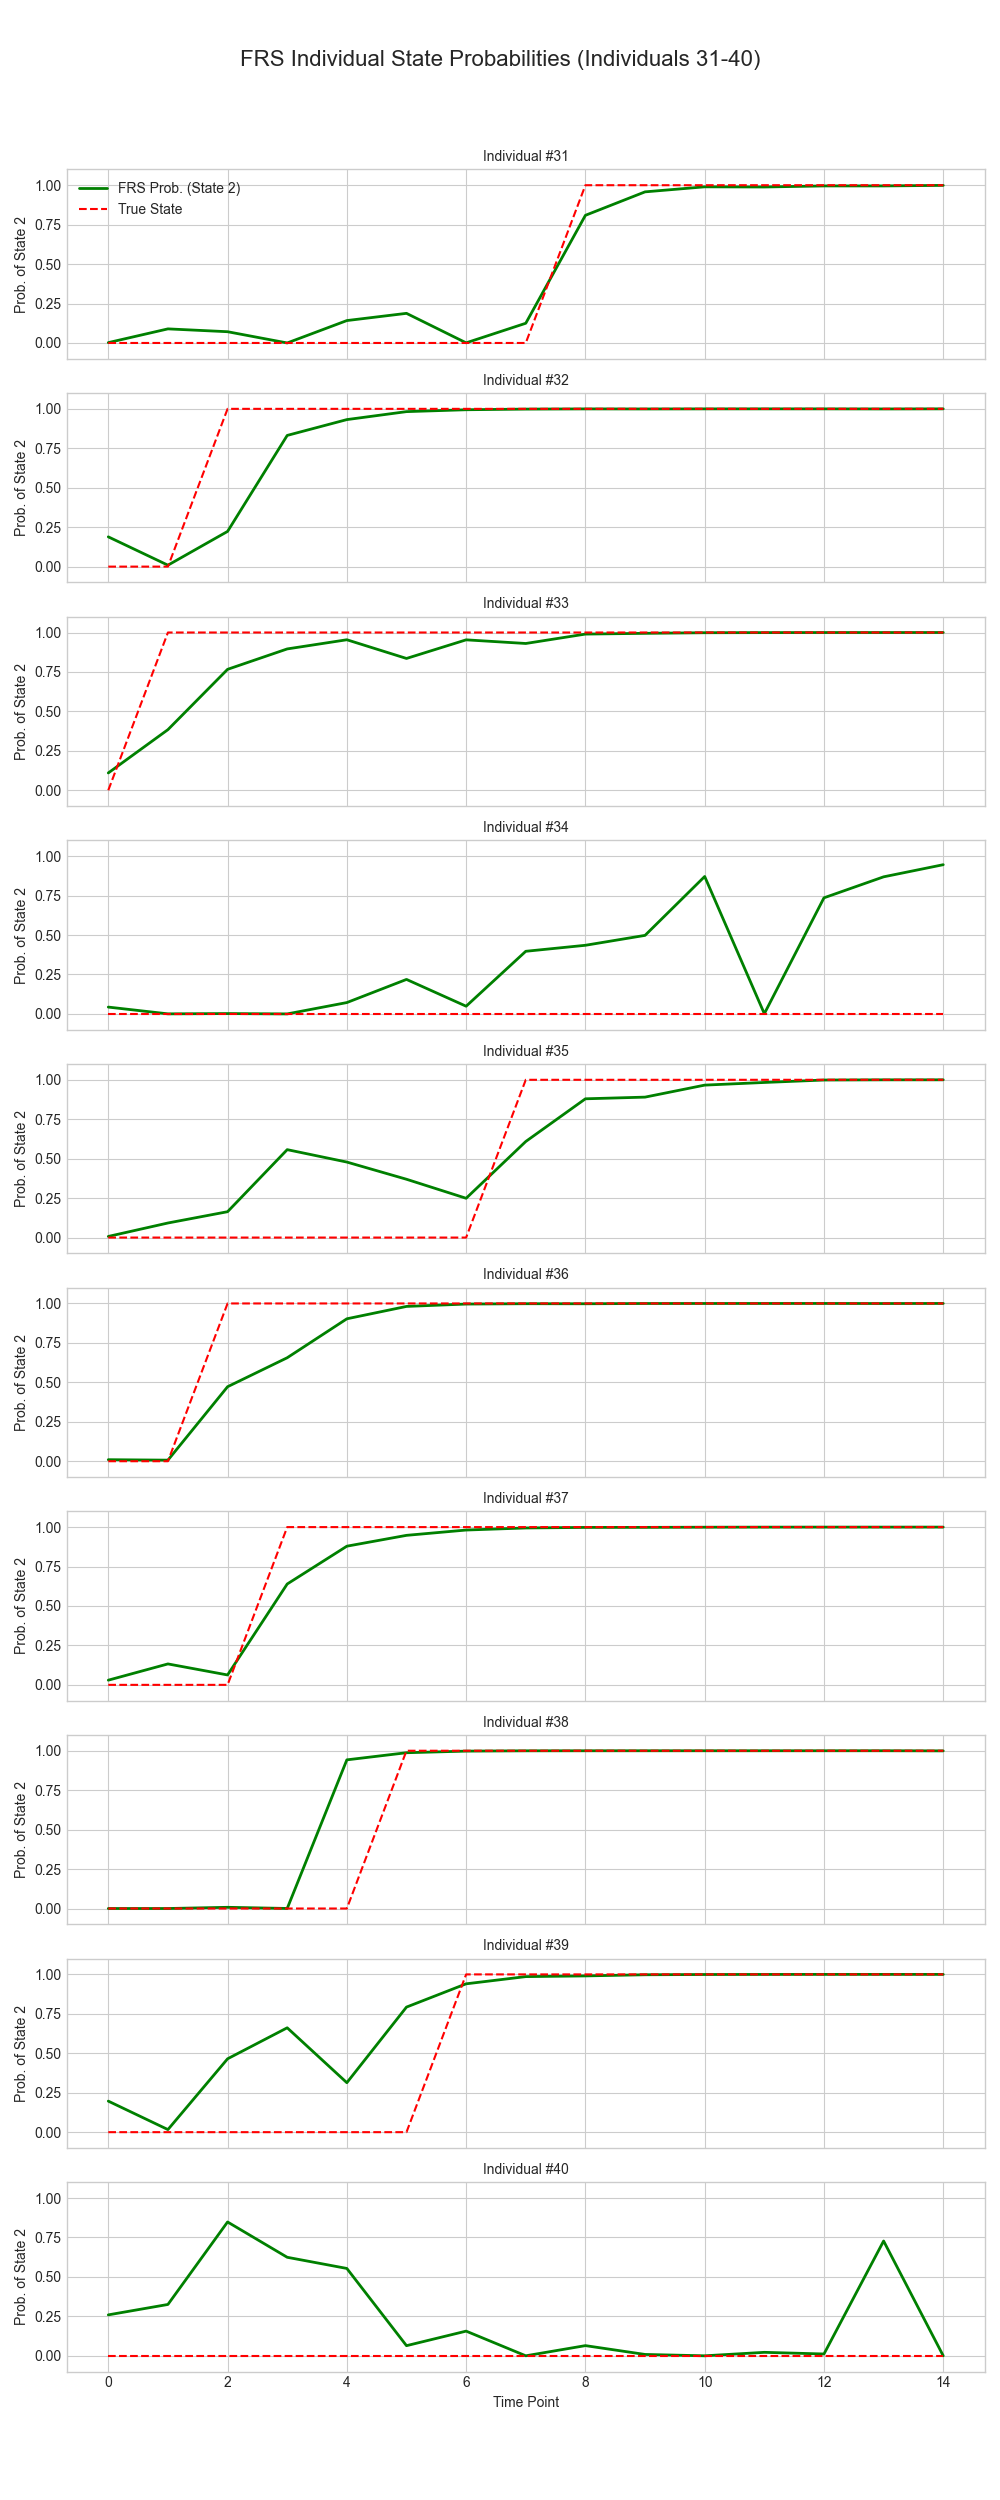 FRS Individual State Probabilities (Individuals 31-40)
Individual #31
FRS Prob. (State 2)
True State
Prob. of State 2
1.00
0.75
0.50
0.25
0.00
Individual #32
Prob. of State 2
1.00
0.75
0.50
0.25
0.00
Individual #33
Prob. of State 2
1.00
0.75
0.50
0.25
0.00
Individual #34
Prob. of State 2
1.00
0.75
0.50
0.25
0.00
Individual #35
Prob. of State 2
1.00
0.75
0.50
0.25
0.00
Individual #36
Prob. of State 2
1.00
0.75
0.50
0.25
0.00
Individual #37
Prob. of State 2
1.00
0.75
0.50
0.25
0.00
Individual #38
Prob. of State 2
1.00
0.75
0.50
0.25
0.00
Individual #39
Prob. of State 2
1.00
0.75
0.50
0.25
0.00
Individual #40
Prob. of State 2
1.00
0.75
0.50
0.25
0.00
0 2 4 6 8 10 12 14
Time Point